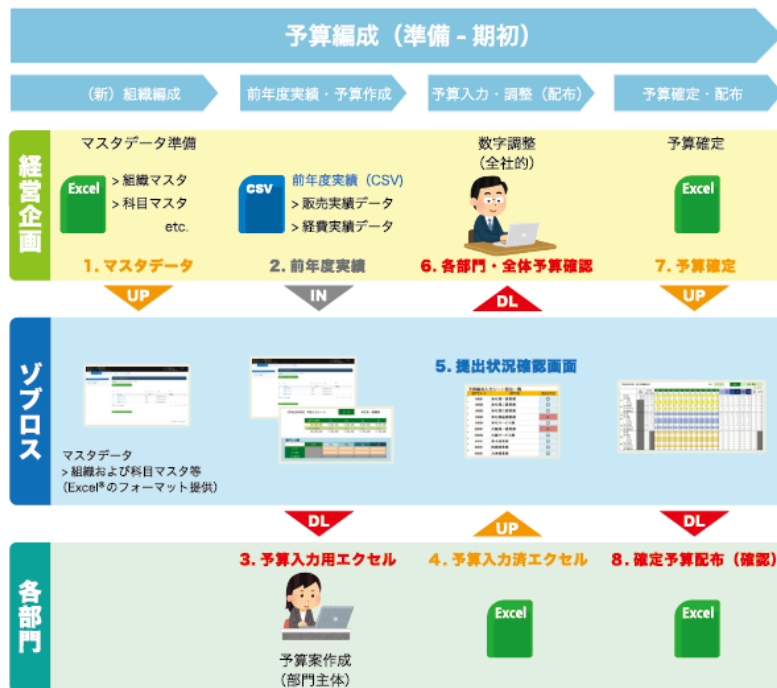 予算編成（準備 - 期初）
（新）組織編成
前年度実績・予算作成
予算入力・調整（配布）
予算確定・配布
経営企画
マスタデータ準備
Excel
> 組織マスタ
> 科目マスタ
etc.
1. マスタデータ
UP
CSV
前年度実績（CSV）
> 販売実績データ
> 経費実績データ
2. 前年度実績
IN
数字調整
（全社的）
6. 各部門・全体予算確認
DL
予算確定
Excel
7. 予算確定
UP
ゾブロス
マスタデータ
> 組織および科目マスタ等
（Excel®のフォーマット提供）
5. 提出状況確認画面
DL
UP
DL
各部門
3. 予算入力用エクセル
予算案作成
（部門主体）
4. 予算入力済エクセル
Excel
8. 確定予算配布（確認）
Excel